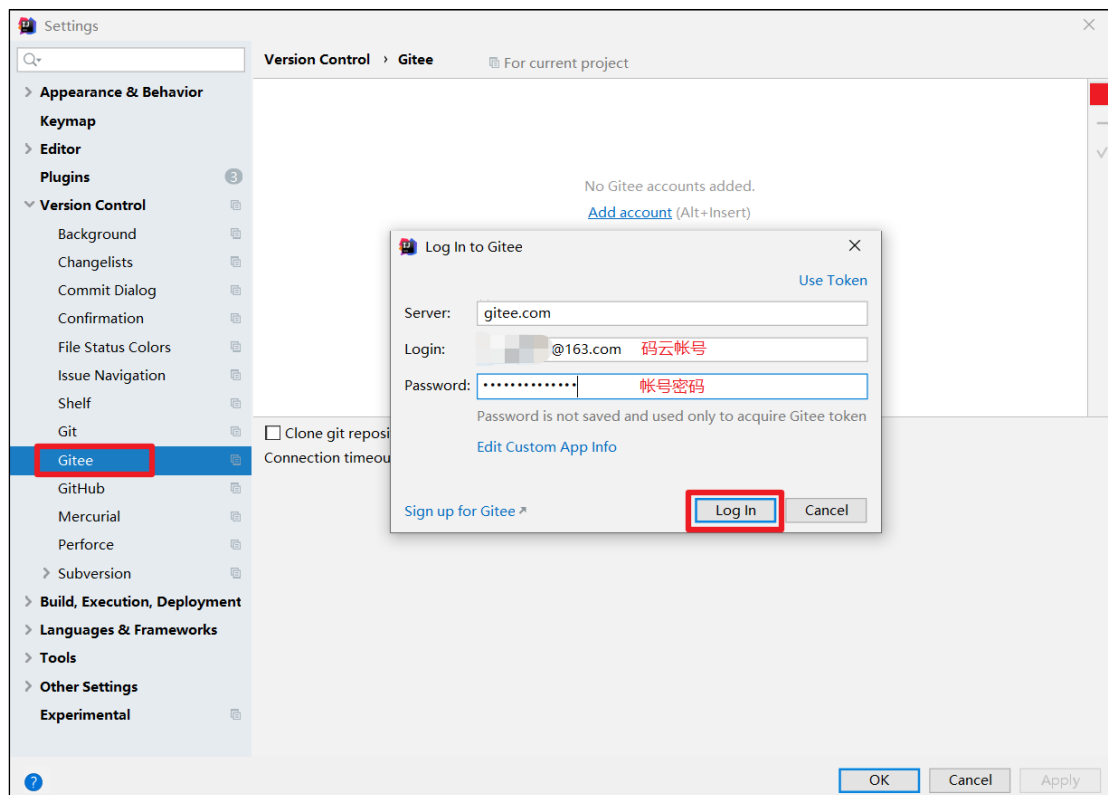 Settings
Version Control › Gitee
For current project
Appearance & Behavior
Keymap
Editor
Plugins 3
Version Control
Background
Changelists
Commit Dialog
Confirmation
File Status Colors
Issue Navigation
Shelf
Git
Gitee
GitHub
Mercurial
Perforce
Subversion
Build, Execution, Deployment
Languages & Frameworks
Tools
Other Settings
Experimental
No Gitee accounts added.
Add account (Alt+Insert)
Clone git reposi
Connection timeou
Log In to Gitee
Use Token
Server: gitee.com
Login: @163.com 码云帐号
Password: •••••••••••••• 帐号密码
Password is not saved and used only to acquire Gitee token
Edit Custom App Info
Sign up for Gitee
Log In
Cancel
?
OK
Cancel
Apply